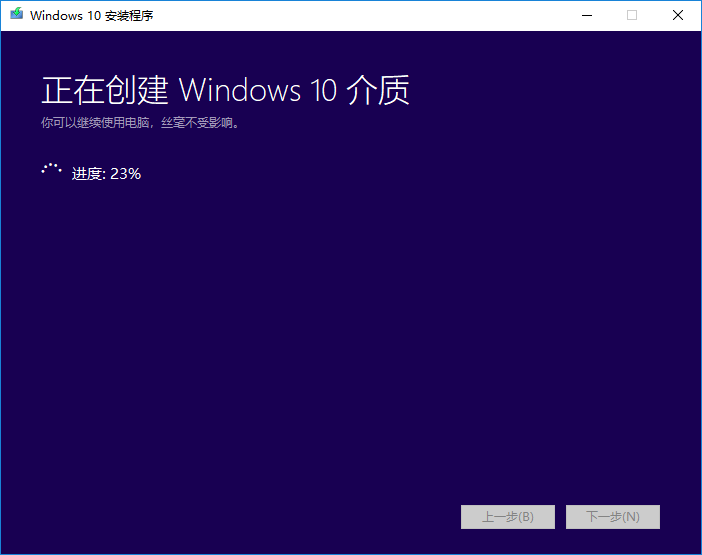 Windows 10 安装程序
正在创建 Windows 10 介质
你可以继续使用电脑，丝毫不受影响。
进度: 23%
上一步(B)
下一步(N)